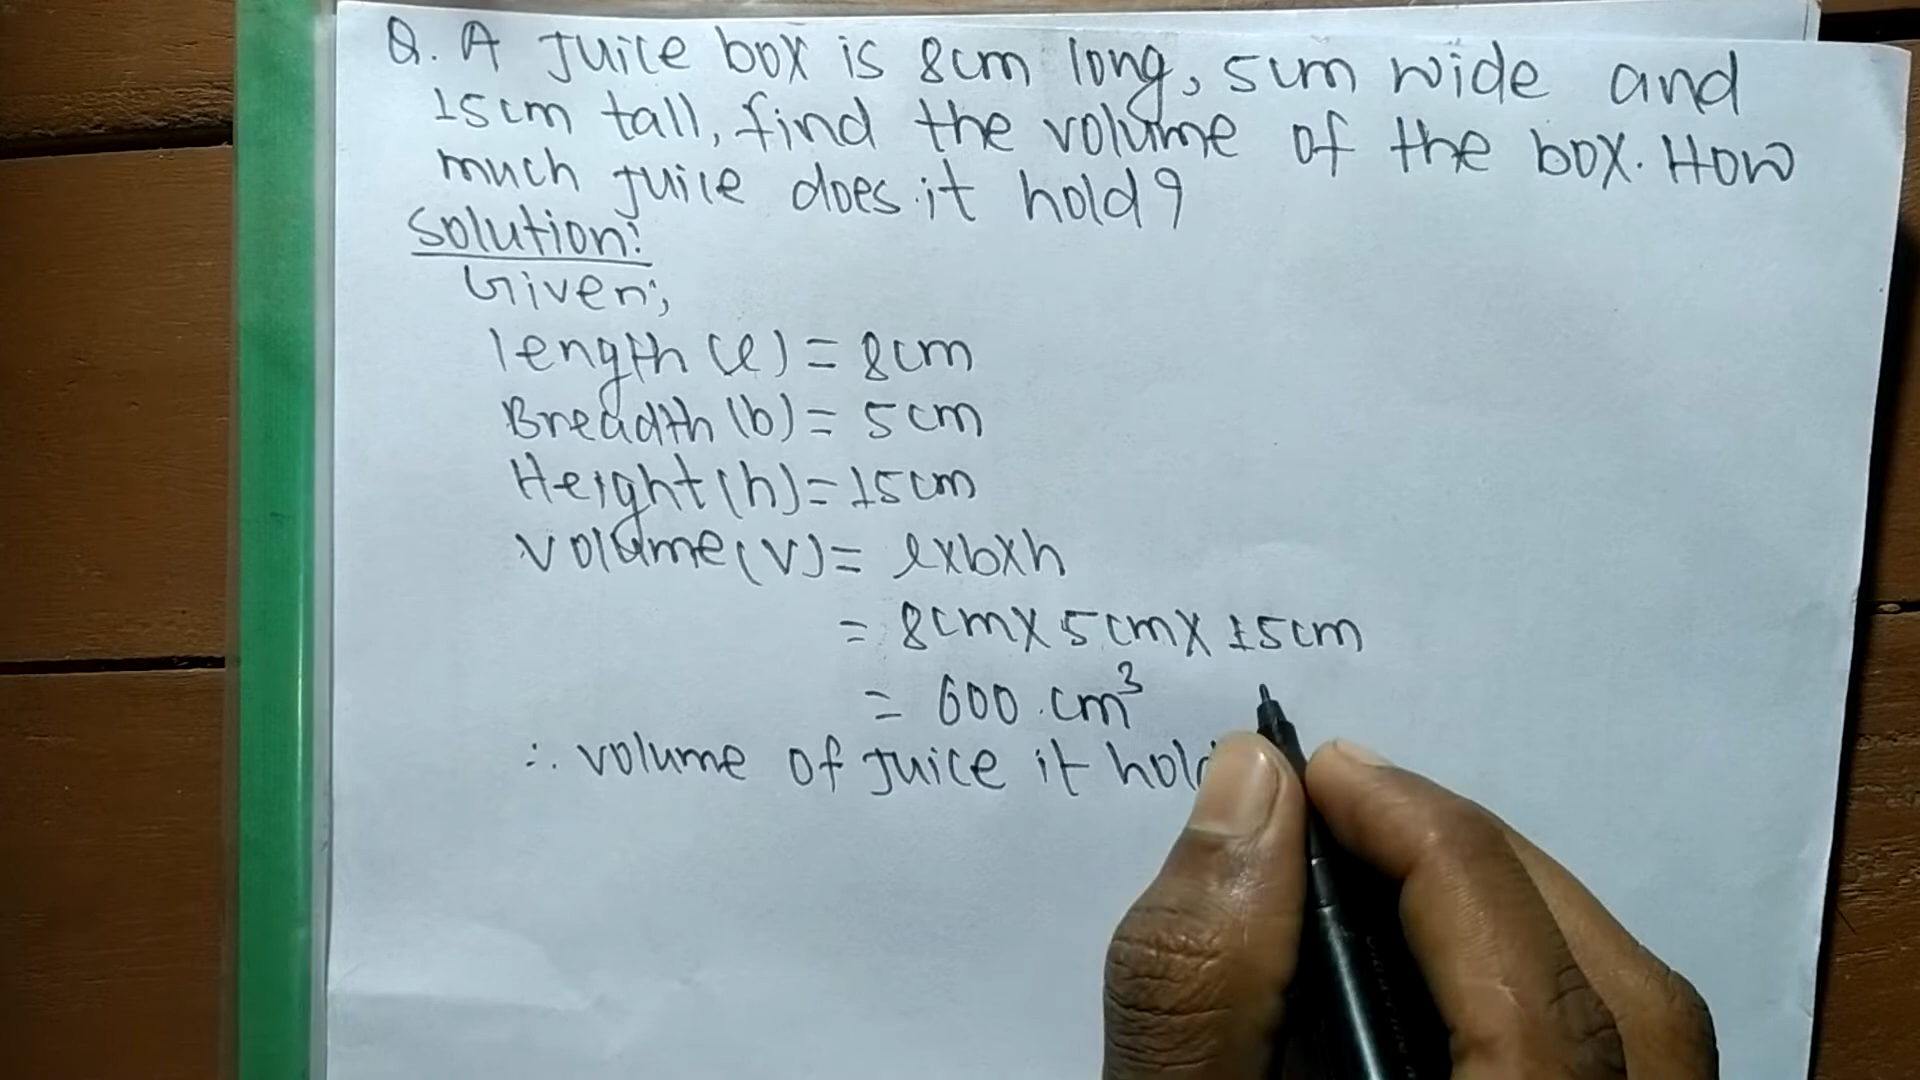 Q. A Juice box is 8cm long, 5cm wide and
15cm tall, find the volume of the box. How
much juice does it hold?
Solution:
Given;
length (l) = 8cm
Breadth (b) = 5cm
Height (h) = 15cm
Volume (V) = l×b×h
= 8cm × 5cm × 15cm
= 600 cm³
∴ volume of Juice it hold